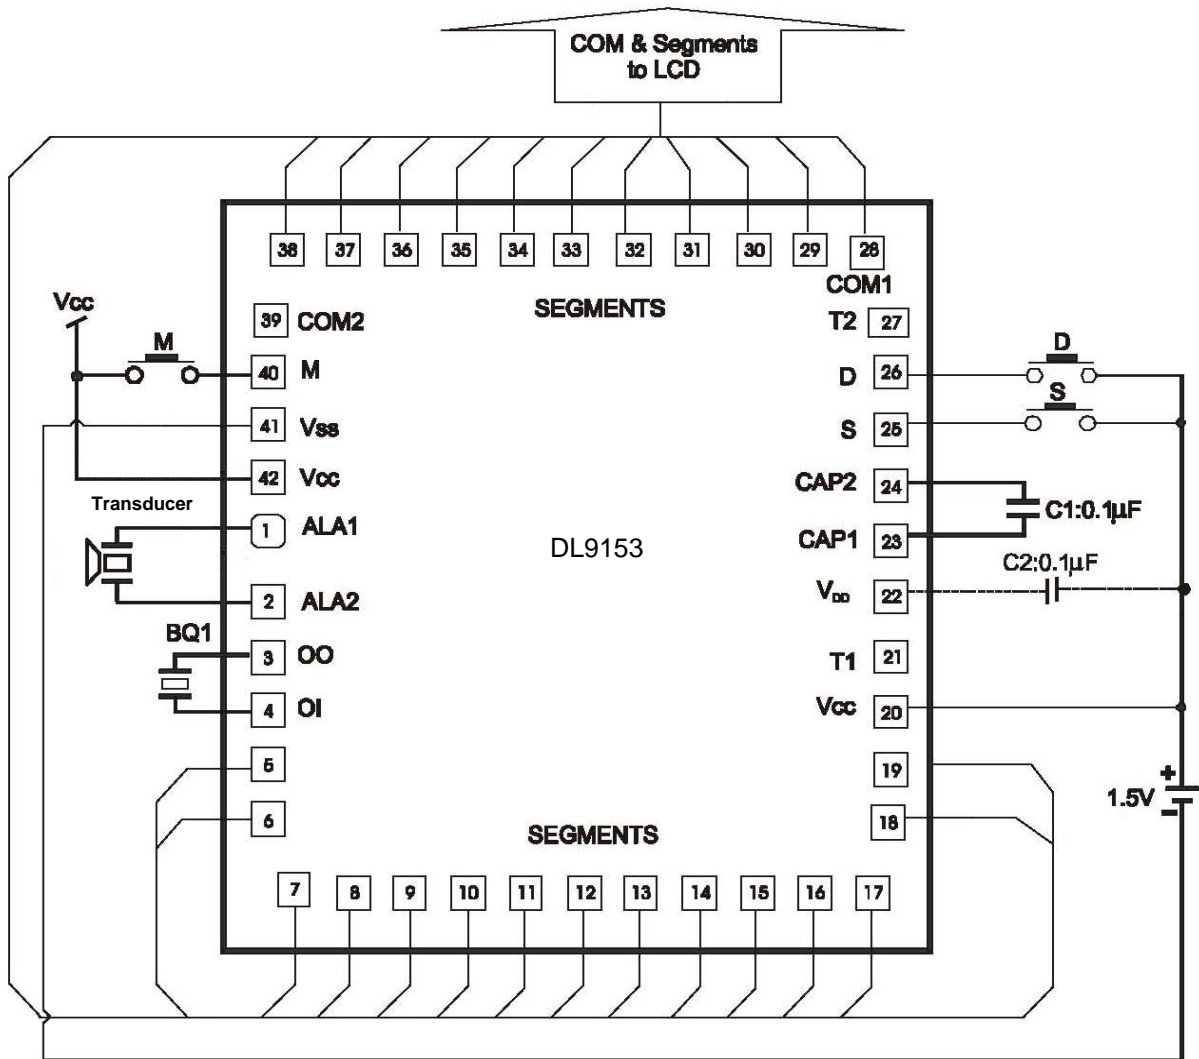 COM & Segments
to LCD
38 37 36 35 34 33 32 31 30 29 28
COM1
SEGMENTS
Vcc
39 COM2
T2 27
M
40 M
D 26
D
41 Vss
S 25
S
42 Vcc
CAP2 24
C1:0.1µF
Transducer
1 ALA1
CAP1 23
DL9153
C2:0.1µF
2 ALA2
VDD 22
BQ1
3 OO
T1 21
4 OI
Vcc 20
5
19
+
1.5V
-
6
18
SEGMENTS
7 8 9 10 11 12 13 14 15 16 17